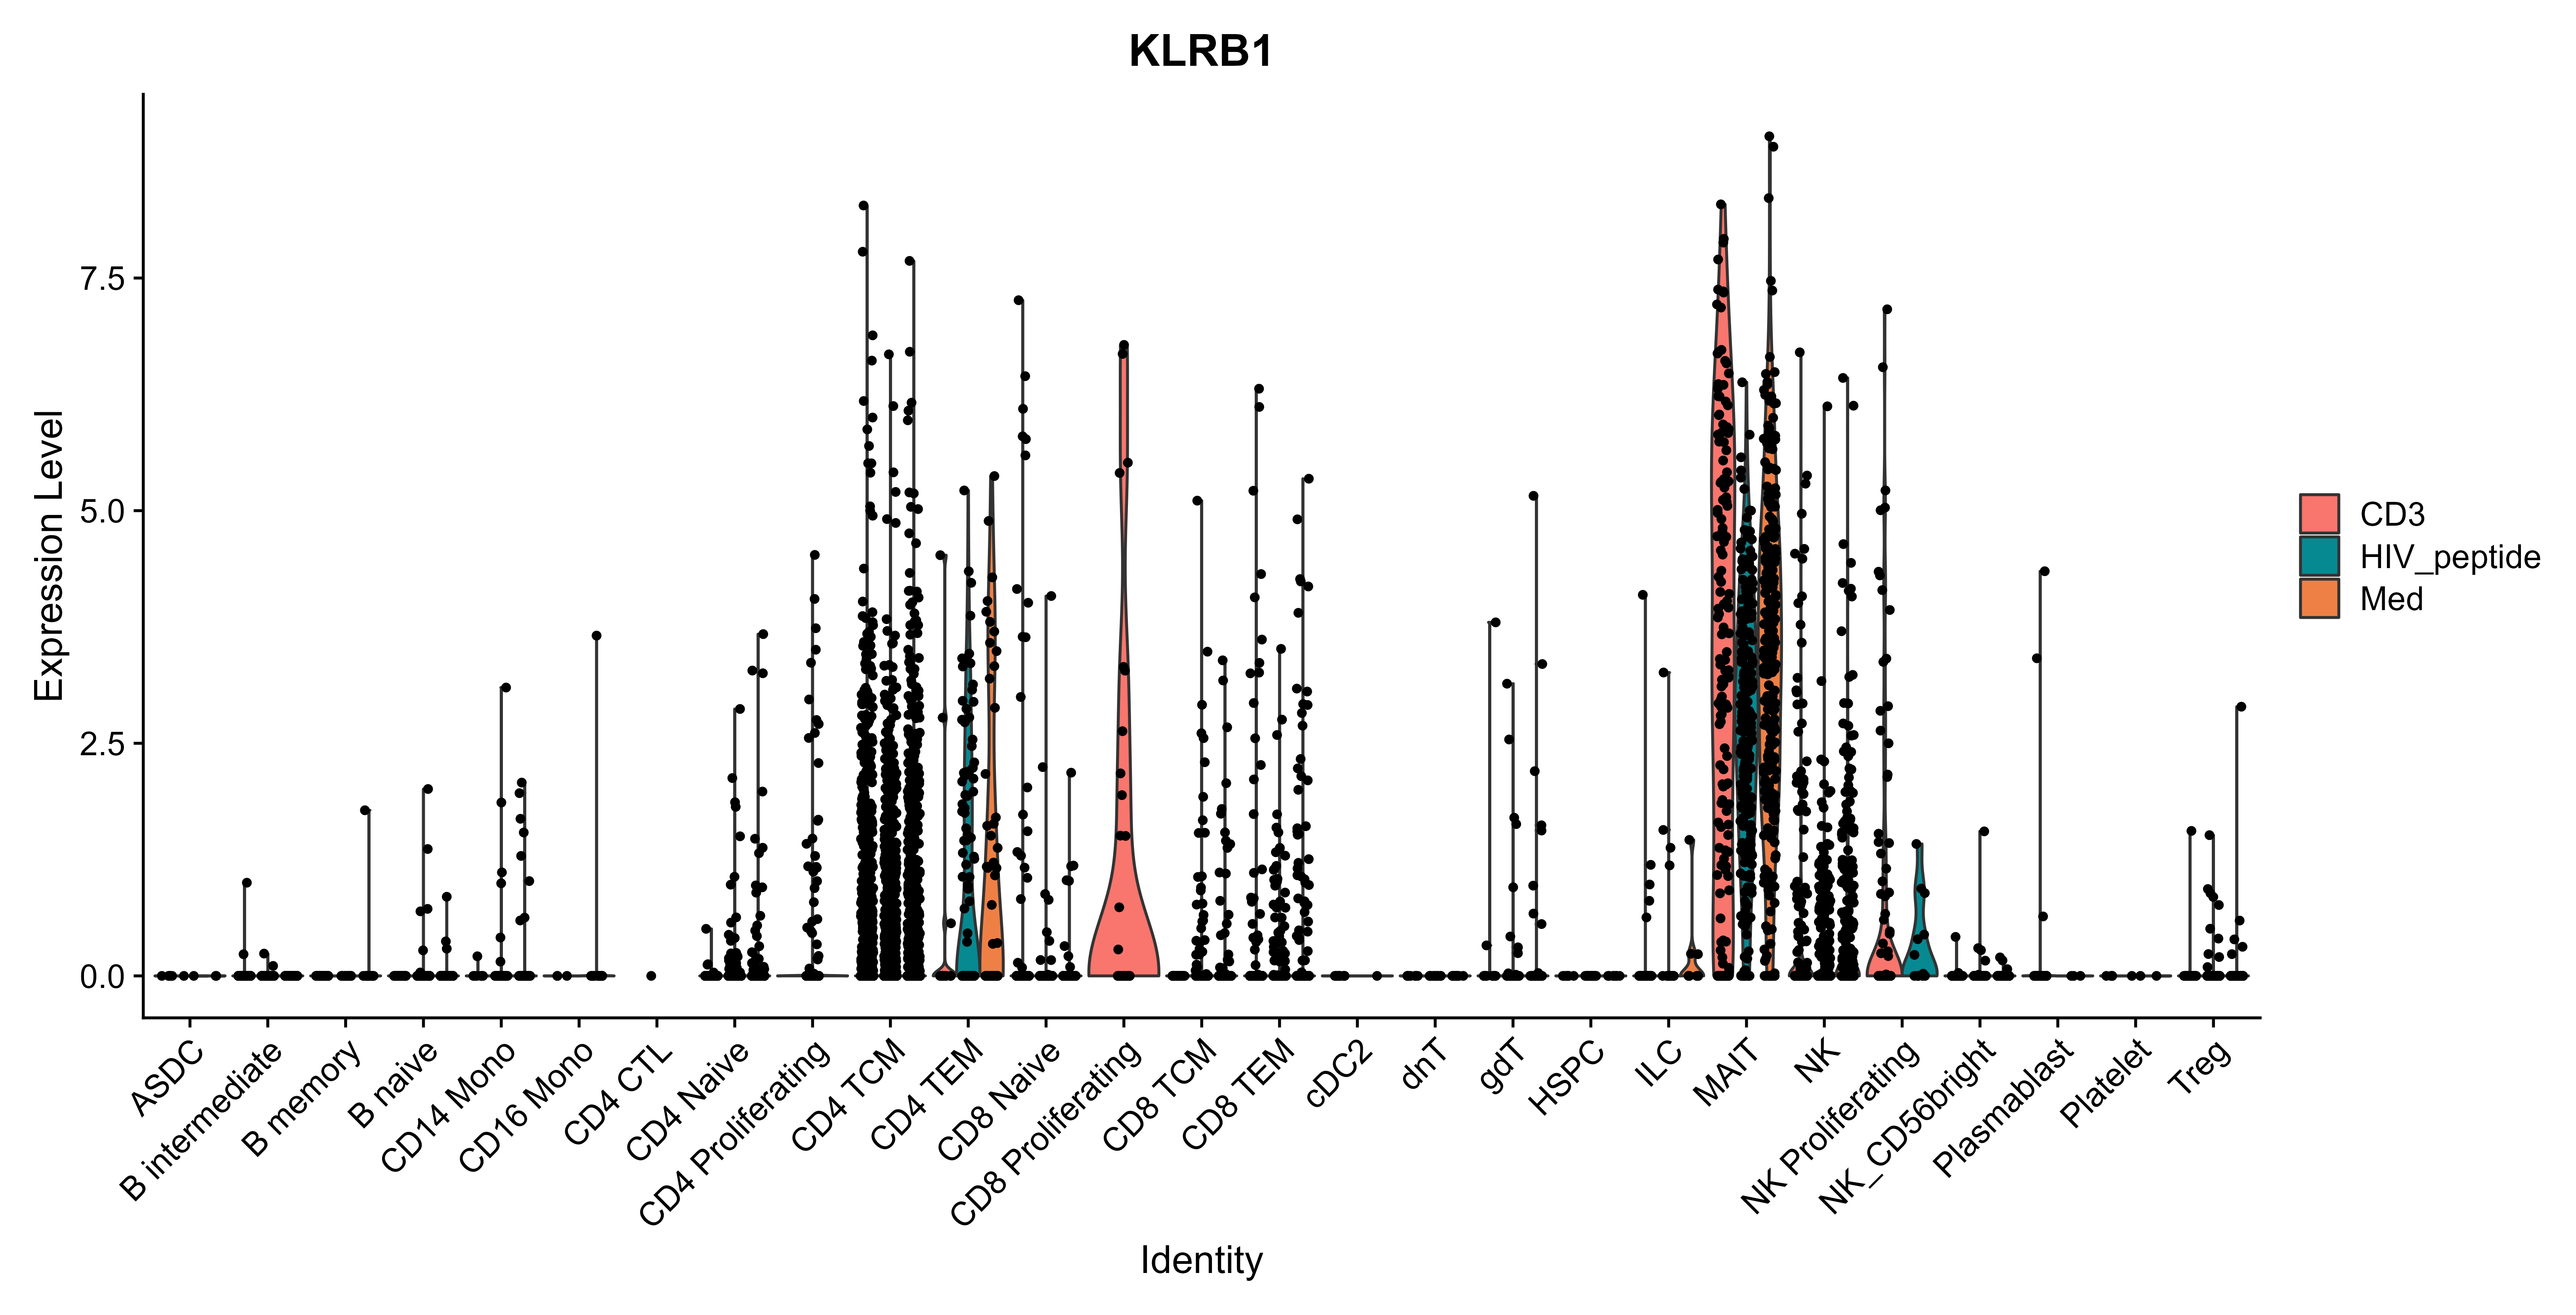 KLRB1
Expression Level
7.5
5.0
2.5
0.0
CD3
HIV_peptide
Med
ASDC
B intermediate
B memory
B naive
CD14 Mono
CD16 Mono
CD4 CTL
CD4 Naive
CD4 Proliferating
CD4 TCM
CD4 TEM
CD8 Naive
CD8 Proliferating
CD8 TCM
CD8 TEM
cDC2
dnT
gdT
HSPC
ILC
MAIT
NK
NK Proliferating
NK_CD56bright
Plasmablast
Platelet
Treg
Identity